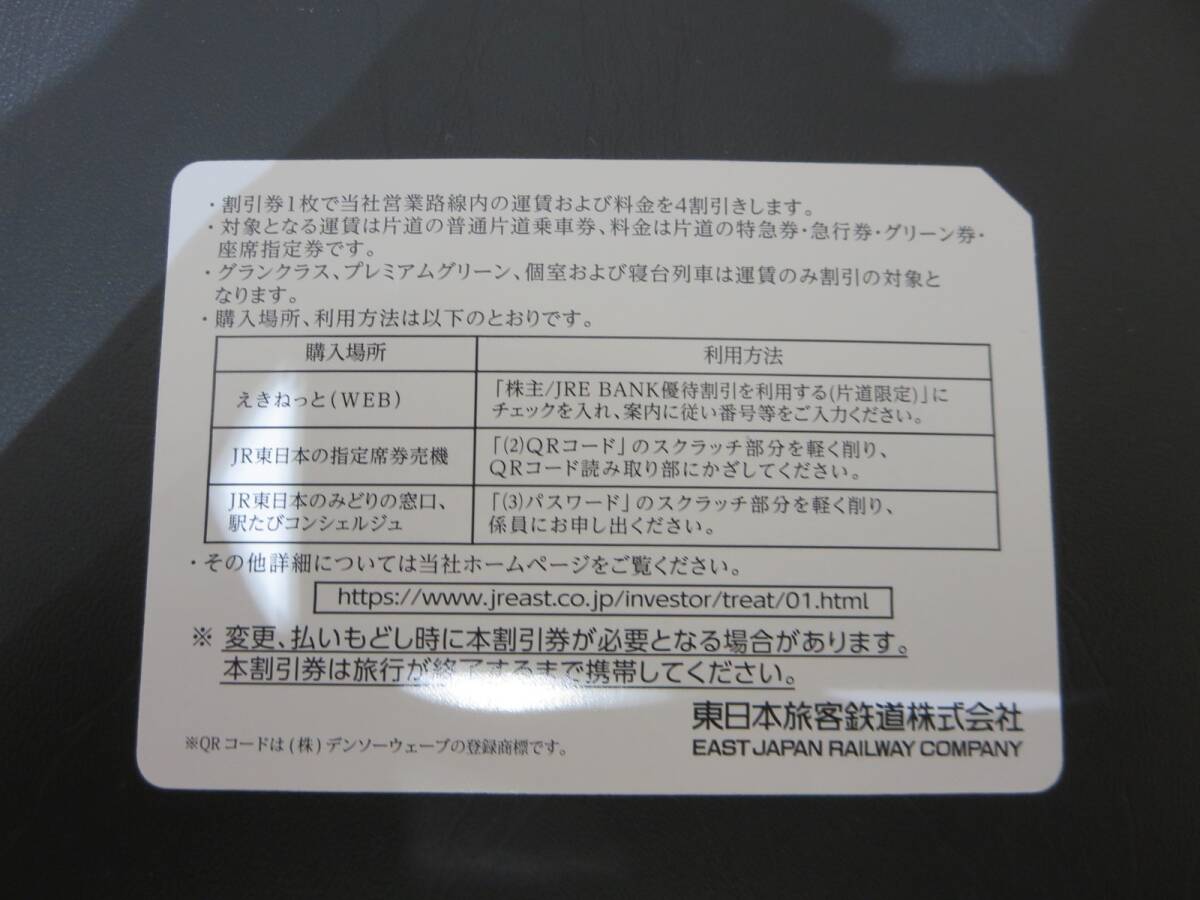 ・割引券1枚で当社営業路線内の運賃および料金を4割引きします。
・対象となる運賃は片道の普通片道乗車券、料金は片道の特急券・急行券・グリーン券・
座席指定券です。
・グランクラス、プレミアムグリーン、個室および寝台列車は運賃のみ割引の対象と
なります。
・購入場所、利用方法は以下のとおりです。
購入場所
利用方法
えきねっと(WEB)
「株主/JRE BANK優待割引を利用する(片道限定)」に
チェックを入れ、案内に従い番号等をご入力ください。
JR東日本の指定席券売機
「(2)QRコード」のスクラッチ部分を軽く削り、
QRコード読み取り部にかざしてください。
JR東日本のみどりの窓口、
駅たびコンシェルジュ
「(3)パスワード」のスクラッチ部分を軽く削り、
係員にお申し出ください。
・その他詳細については当社ホームページをご覧ください。
https://www.jreast.co.jp/investor/treat/01.html
※ 変更、払いもどし時に本割引券が必要となる場合があります。
本割引券は旅行が終了するまで携帯してください。
東日本旅客鉄道株式会社
EAST JAPAN RAILWAY COMPANY
※QRコードは(株)デンソーウェーブの登録商標です。